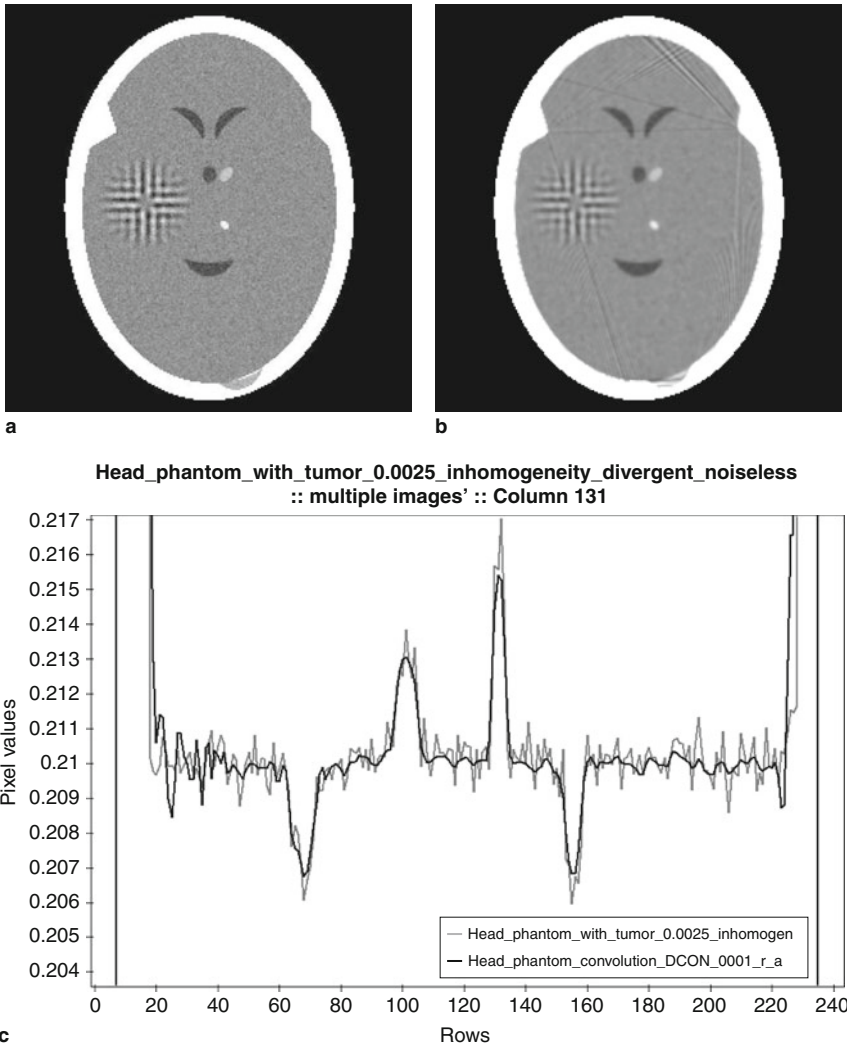 a
b
Head_phantom_with_tumor_0.0025_inhomogeneity_divergent_noiseless
:: multiple images' :: Column 131
0.217
0.216
0.215
0.214
0.213
0.212
0.211
0.21
0.209
0.208
0.207
0.206
0.205
0.204
Pixel values
Head_phantom_with_tumor_0.0025_inhomogen
Head_phantom_convolution_DCON_0001_r_a
0 20 40 60 80 100 120 140 160 180 200 220 240
Rows
c